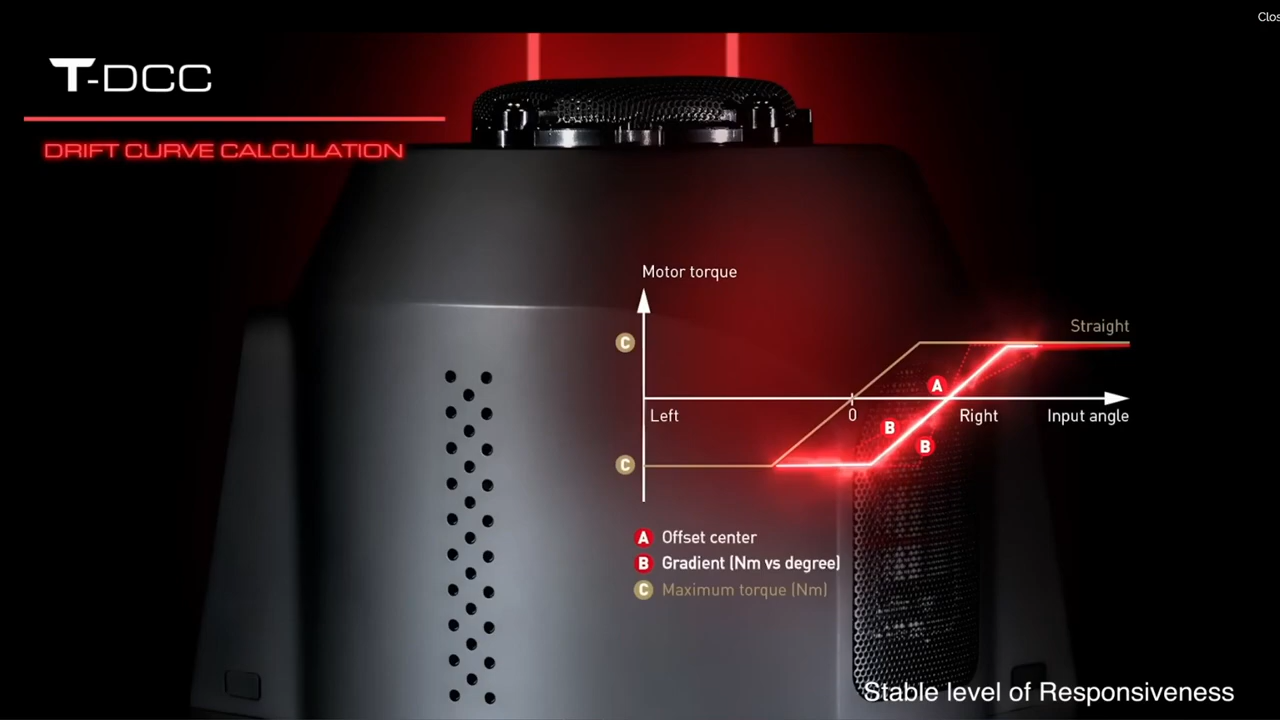 Clos
T-DCC
DRIFT CURVE CALCULATION
Motor torque
Straight
C
A
Left
0
Right
Input angle
B
B
C
A Offset center
B Gradient (Nm vs degree)
C Maximum torque (Nm)
Stable level of Responsiveness